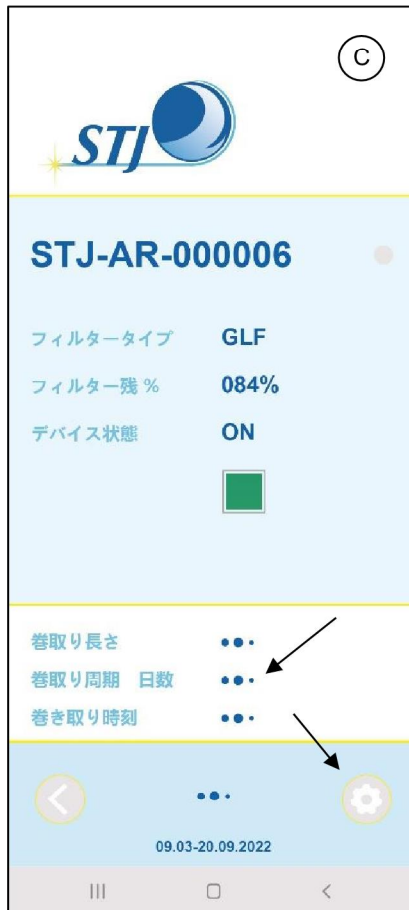 C
STJ
STJ-AR-000006
フィルタータイプ GLF
フィルター残% 084%
デバイス状態 ON
巻取り長さ
巻取り周期 日数
巻き取り時刻
09.03-20.09.2022